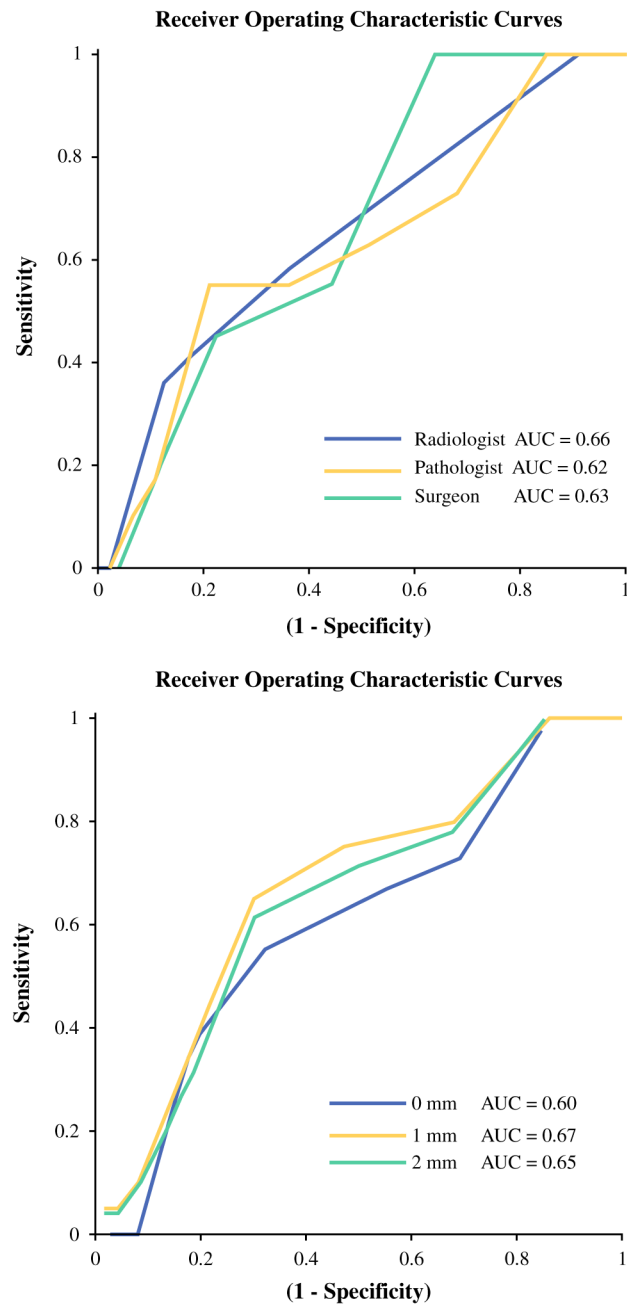 Receiver Operating Characteristic Curves
1
0.8
0.6
0.4
0.2
0
Sensitivity
Radiologist AUC = 0.66
Pathologist AUC = 0.62
Surgeon AUC = 0.63
0 0.2 0.4 0.6 0.8 1
(1 - Specificity)
Receiver Operating Characteristic Curves
1
0.8
0.6
0.4
0.2
0
Sensitivity
0 mm AUC = 0.60
1 mm AUC = 0.67
2 mm AUC = 0.65
0 0.2 0.4 0.6 0.8 1
(1 - Specificity)